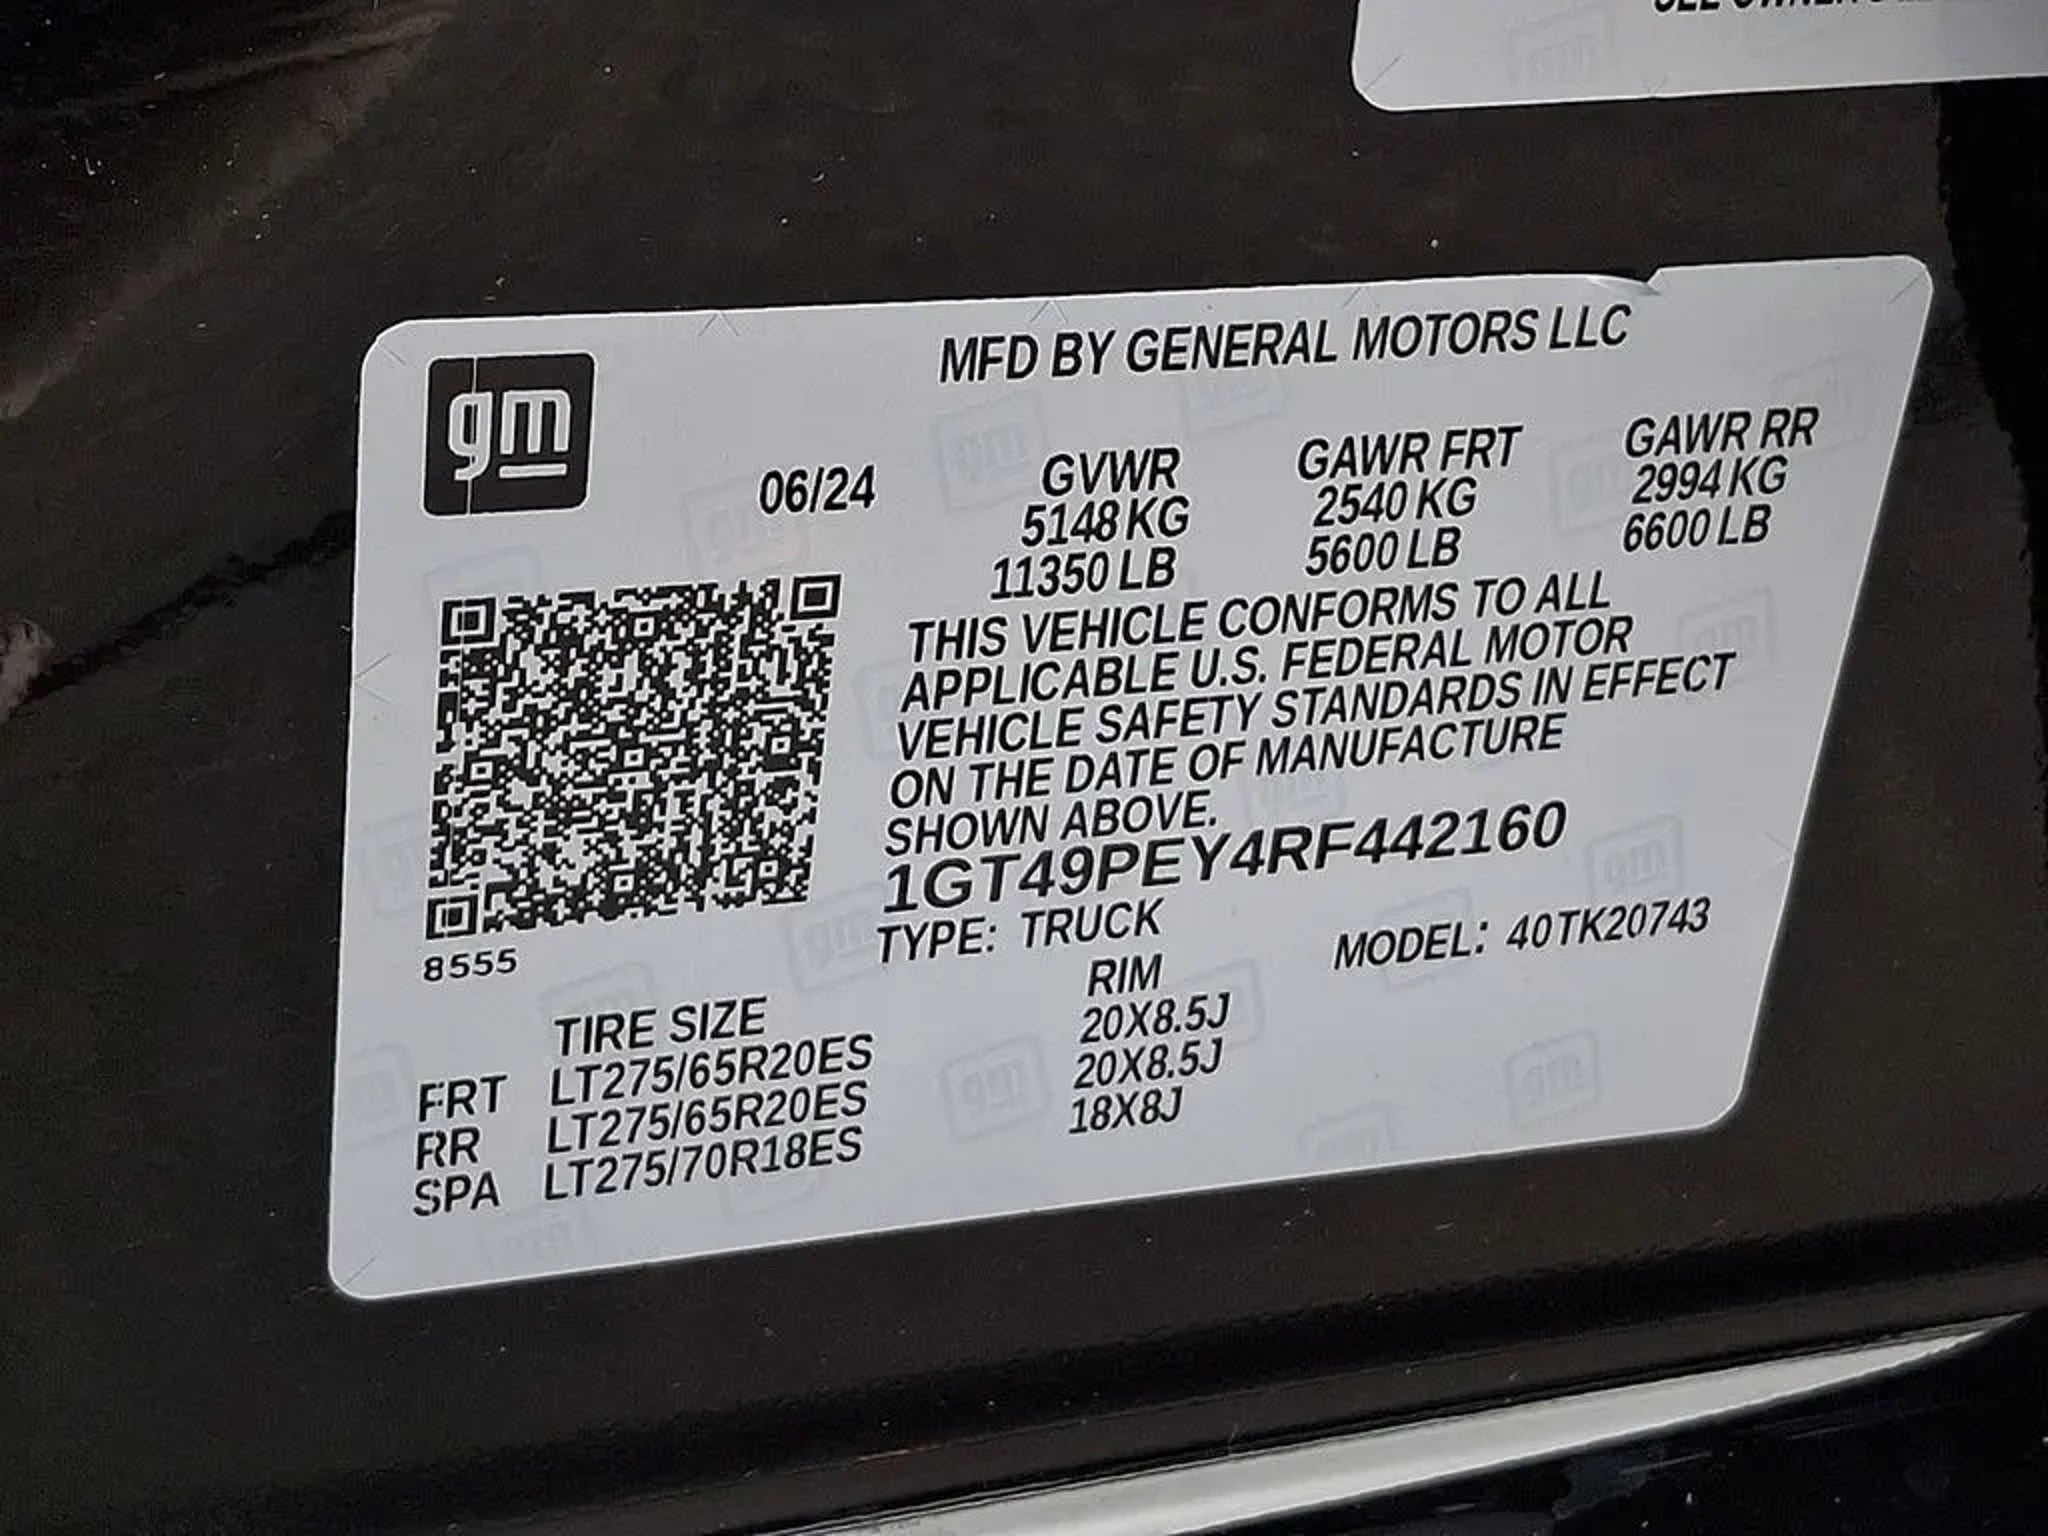 gm
MFD BY GENERAL MOTORS LLC
06/24
GVWR
5148 KG
11350 LB
GAWR FRT
2540 KG
5600 LB
GAWR RR
2994 KG
6600 LB
THIS VEHICLE CONFORMS TO ALL
APPLICABLE U.S. FEDERAL MOTOR
VEHICLE SAFETY STANDARDS IN EFFECT
ON THE DATE OF MANUFACTURE
SHOWN ABOVE.
1GT49PEY4RF442160
TYPE: TRUCK
MODEL: 40TK20743
8555
TIRE SIZE RIM
FRT LT275/65R20ES 20X8.5J
RR LT275/65R20ES 20X8.5J
SPA LT275/70R18ES 18X8J